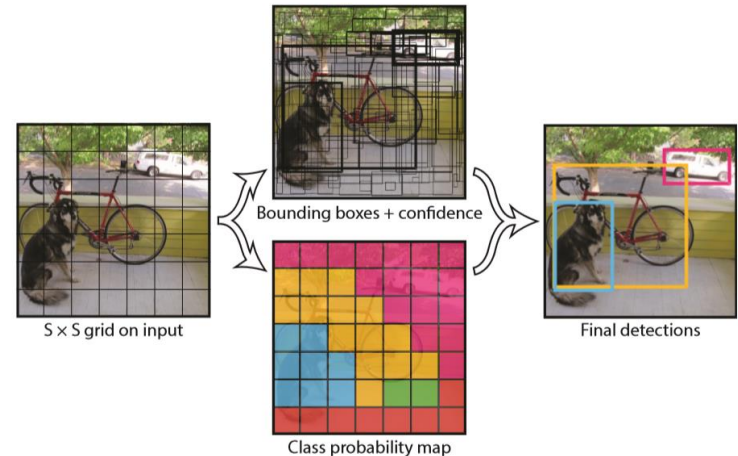 Bounding boxes + confidence
S × S grid on input
Final detections
Class probability map